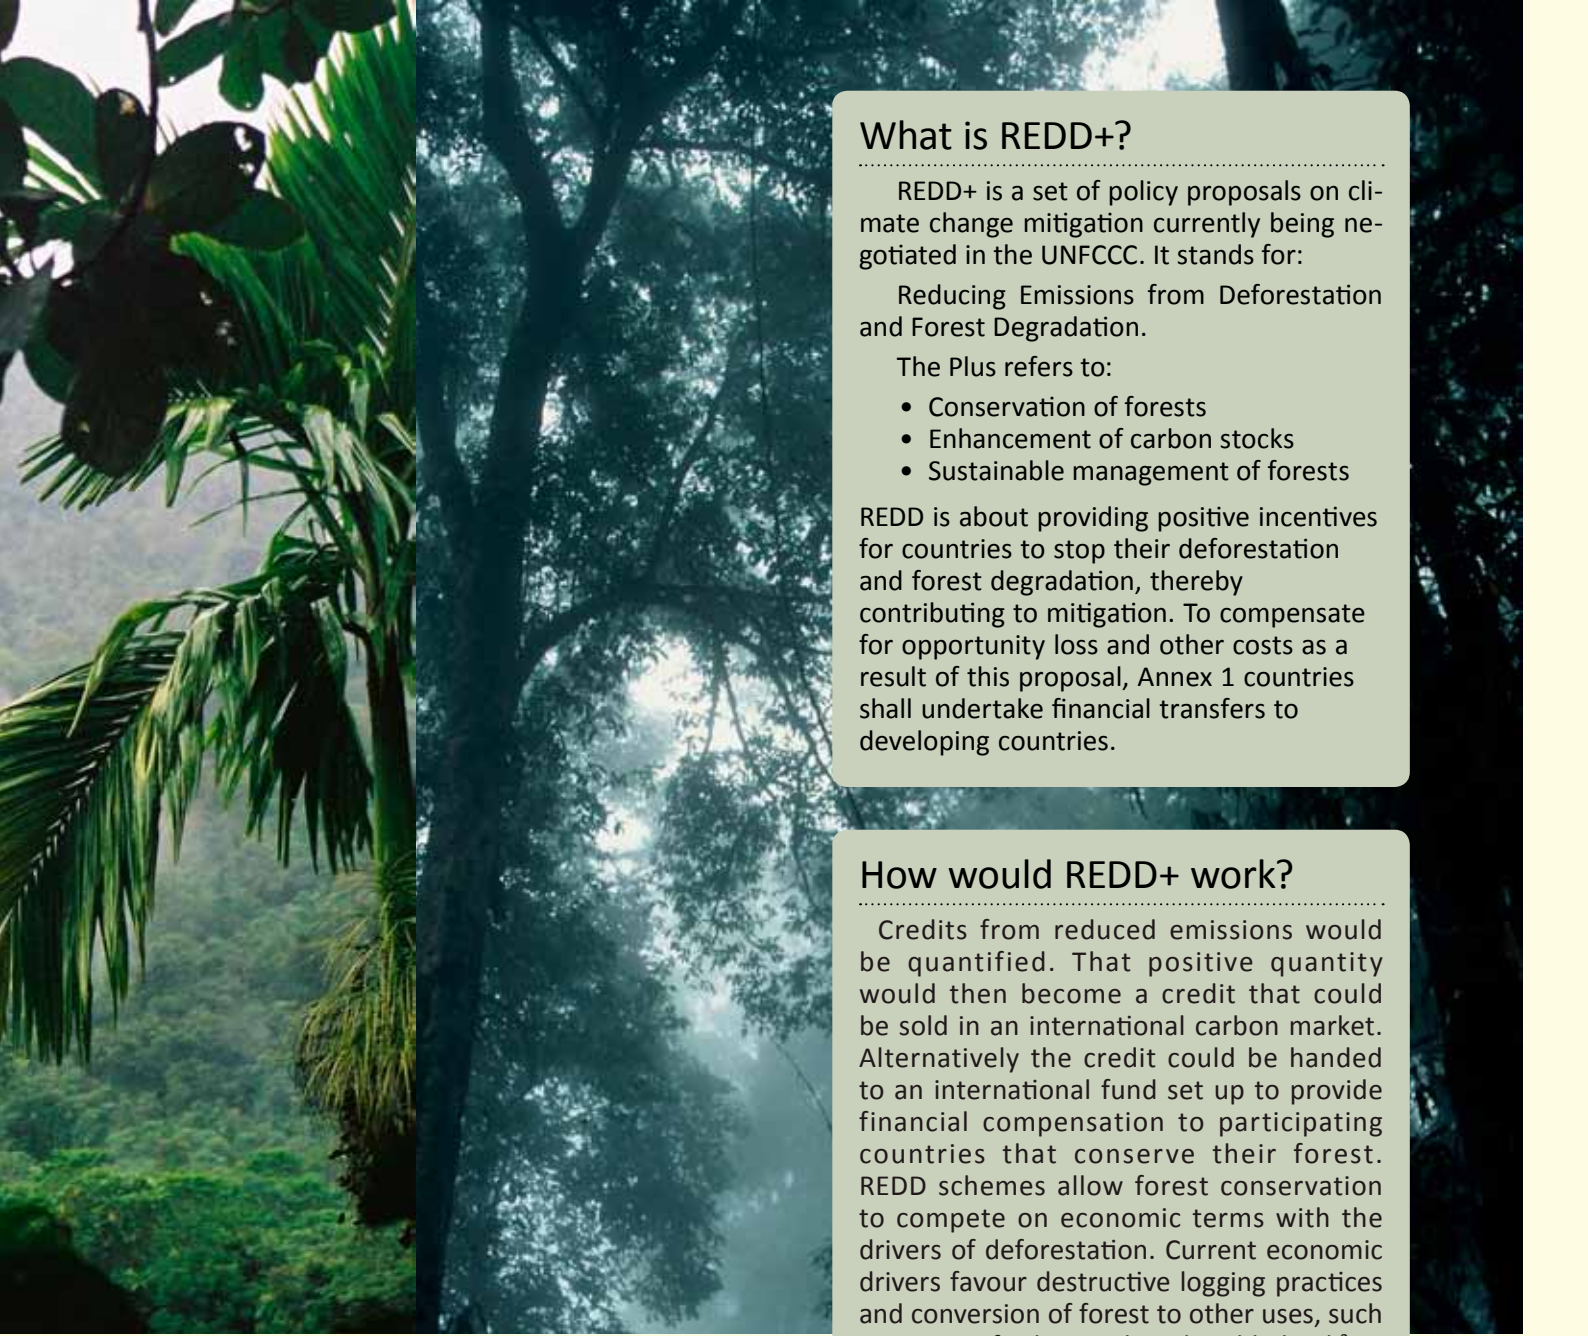 What is REDD+?
REDD+ is a set of policy proposals on cli-
mate change mitigation currently being ne-
gotiated in the UNFCCC. It stands for:
Reducing Emissions from Deforestation
and Forest Degradation.
The Plus refers to:
• Conservation of forests
• Enhancement of carbon stocks
• Sustainable management of forests
REDD is about providing positive incentives
for countries to stop their deforestation
and forest degradation, thereby
contributing to mitigation. To compensate
for opportunity loss and other costs as a
result of this proposal, Annex 1 countries
shall undertake financial transfers to
developing countries.
How would REDD+ work?
Credits from reduced emissions would
be quantified. That positive quantity
would then become a credit that could
be sold in an international carbon market.
Alternatively the credit could be handed
to an international fund set up to provide
financial compensation to participating
countries that conserve their forest.
REDD schemes allow forest conservation
to compete on economic terms with the
drivers of deforestation. Current economic
drivers favour destructive logging practices
and conversion of forest to other uses, such